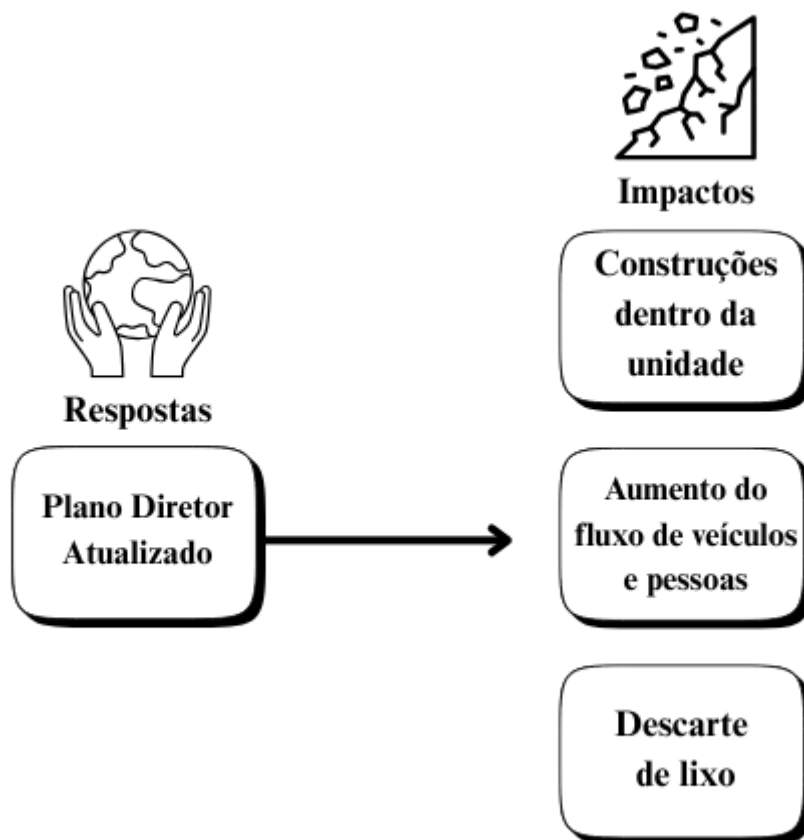 Impactos
Construções
dentro da
unidade
Respostas
Plano Diretor
Atualizado
Aumento do
fluxo de veículos
e pessoas
Descarte
de lixo